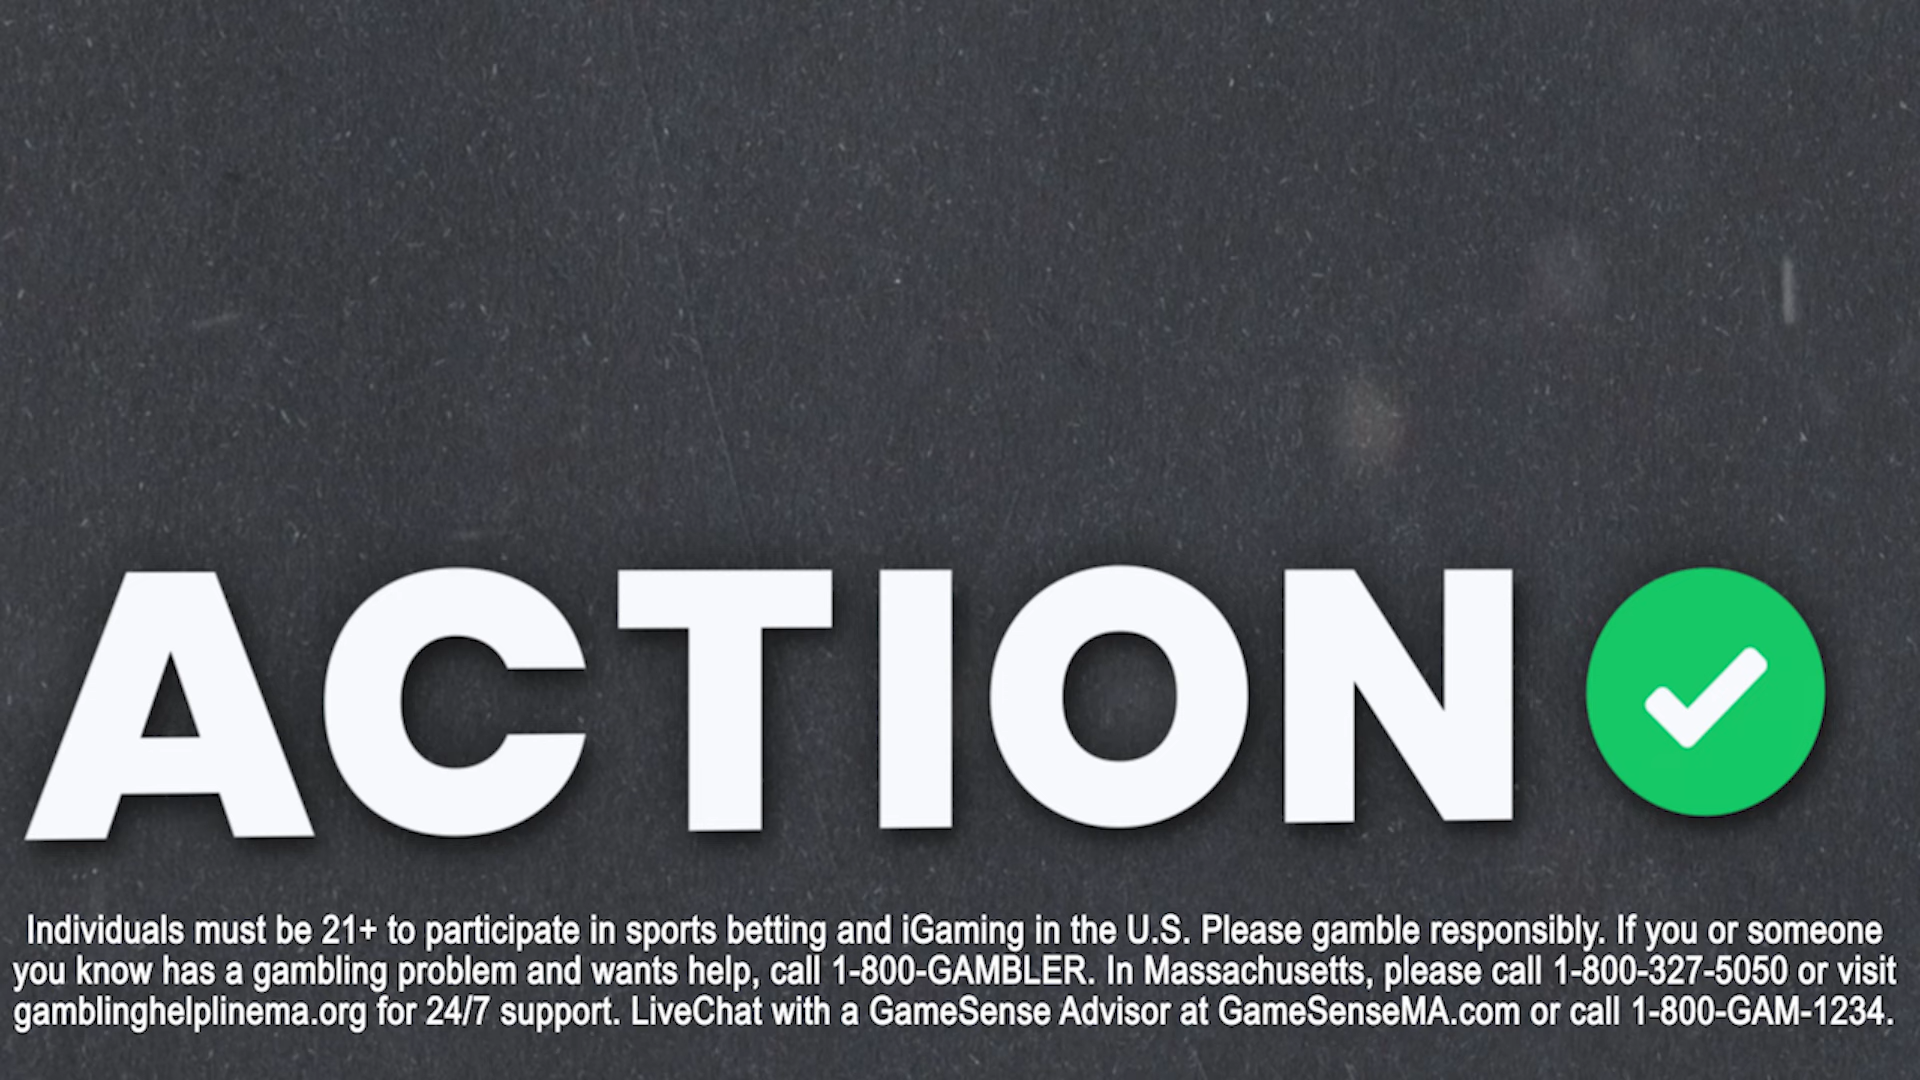 ACTION
Individuals must be 21+ to participate in sports betting and iGaming in the U.S. Please gamble responsibly. If you or someone
you know has a gambling problem and wants help, call 1-800-GAMBLER. In Massachusetts, please call 1-800-327-5050 or visit
gamblinghelplinema.org for 24/7 support. LiveChat with a GameSense Advisor at GameSenseMA.com or call 1-800-GAM-1234.